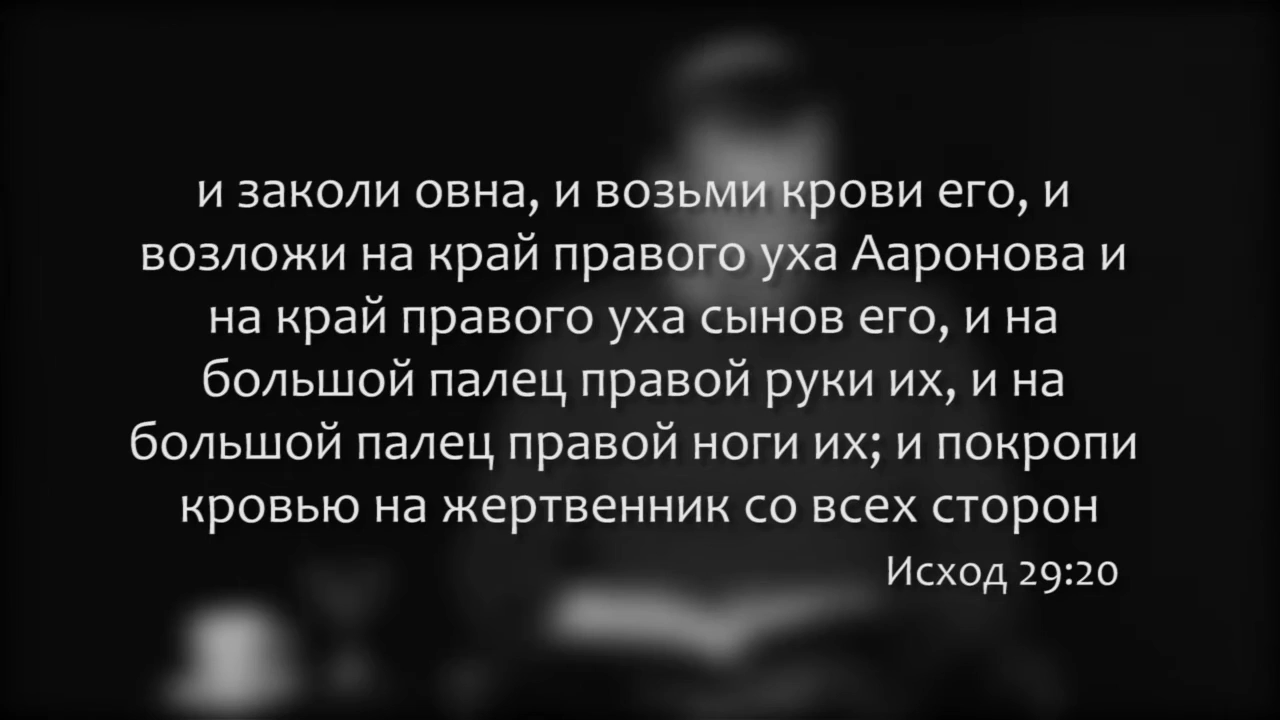 и заколи овна, и возьми крови его, и
возложи на край правого уха Ааронова и
на край правого уха сынов его, и на
большой палец правой руки их, и на
большой палец правой ноги их; и покропи
кровью на жертвенник со всех сторон
Исход 29:20